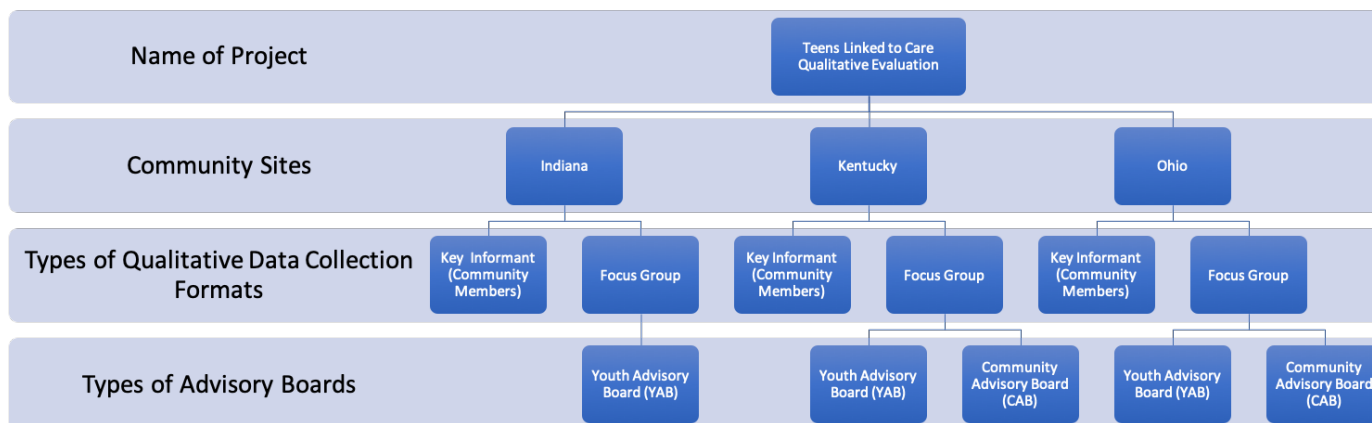 Name of Project
Teens Linked to Care
Qualitative Evaluation
Community Sites
Indiana
Kentucky
Ohio
Types of Qualitative Data Collection
Formats
Key Informant
(Community
Members)
Focus Group
Key Informant
(Community
Members)
Focus Group
Key Informant
(Community
Members)
Focus Group
Types of Advisory Boards
Youth Advisory
Board (YAB)
Youth Advisory
Board (YAB)
Community
Advisory Board
(CAB)
Youth Advisory
Board (YAB)
Community
Advisory Board
(CAB)